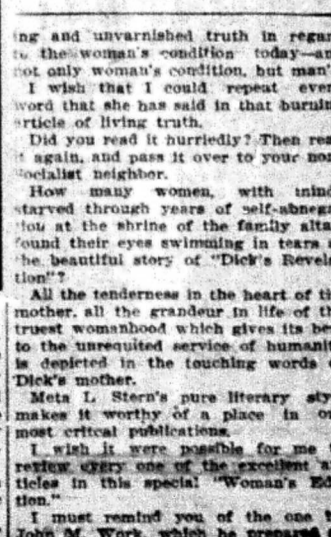 ing and unvarnished truth in regar
to the woman's condition today—an
not only woman's condition, but man'
I wish that I could repeat ever
word that she has said in that burnin
article of living truth.
Did you read it hurriedly? Then rea
it again, and pass it over to your non
Socialist neighbor.
How many women, with mind
starved through years of self-abnega
tion at the shrine of the family alta
found their eyes swimming in tears
the beautiful story of "Dick's Revela
tion"?
All the tenderness in the heart of th
mother, all the grandeur in life of th
truest womanhood which gives its be
to the unrequited service of humanit
is depicted in the touching words
Dick's mother.
Meta L. Stern's pure literary sty
makes it worthy of a place in ou
most critcal publications.
I wish it were possible for me
review every one of the excellent a
ticles in this special "Woman's Ed
tion."
I must remind you of the one
John M. Work, which he prepared